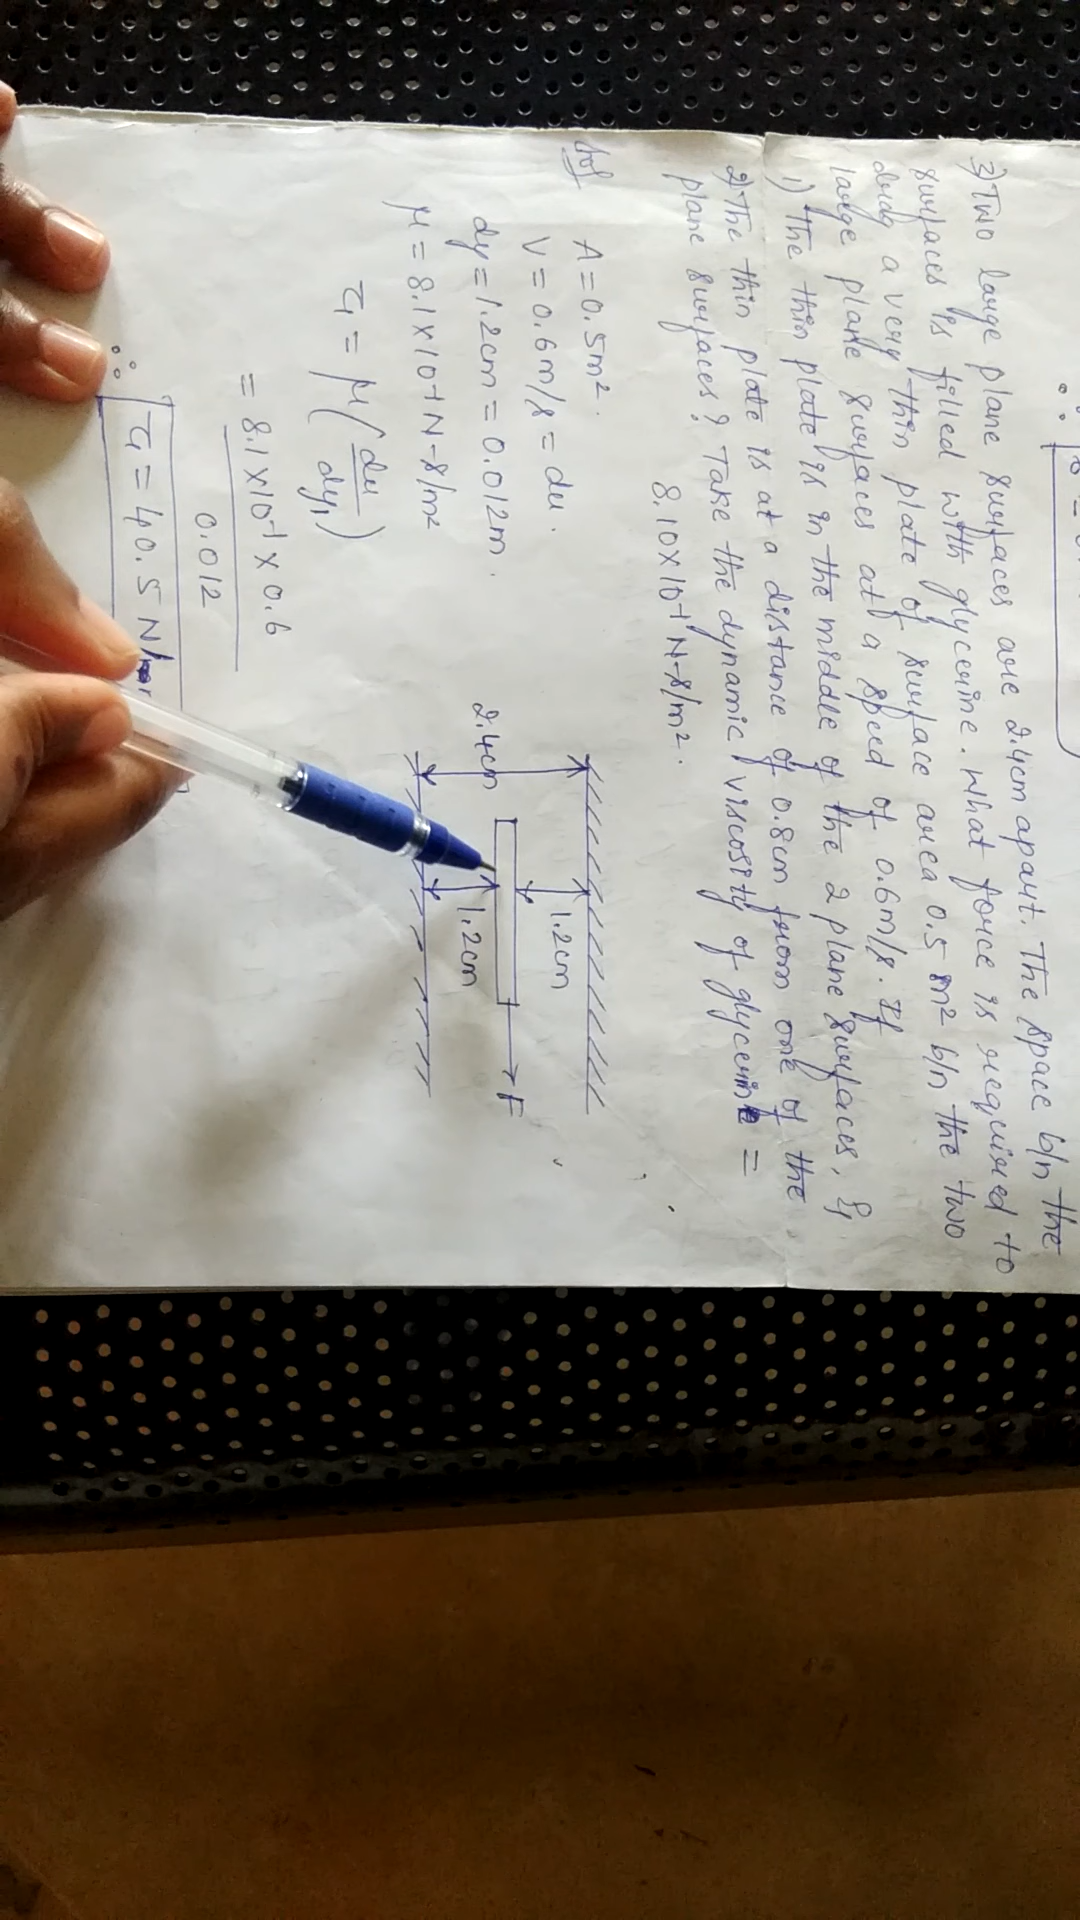 3) Two large plane surfaces are 2.4cm apart. The space b/n the
surfaces is filled with glycerine. What force is required to
drag a very thin plate of surface area 0.5 m² b/n the two
large plane surfaces at a speed of 0.6m/s. If
1) The thin plate is in the middle of the 2 plane surfaces, &
2) The thin plate is at a distance of 0.8cm from one of the
plane surfaces? Take the dynamic viscosity of glycerine =
8.10×10⁻¹ N-s/m².
Sol
A = 0.5m².
V = 0.6m/s = du.
dy = 1.2cm = 0.012m.
μ = 8.1×10⁻¹ N-s/m²
τ₁ = μ(du/dy₁)
= 8.1×10⁻¹ × 0.6
0.012
∴ τ₁ = 40.5 N/
2.4cm
1.2cm
1.2cm
F